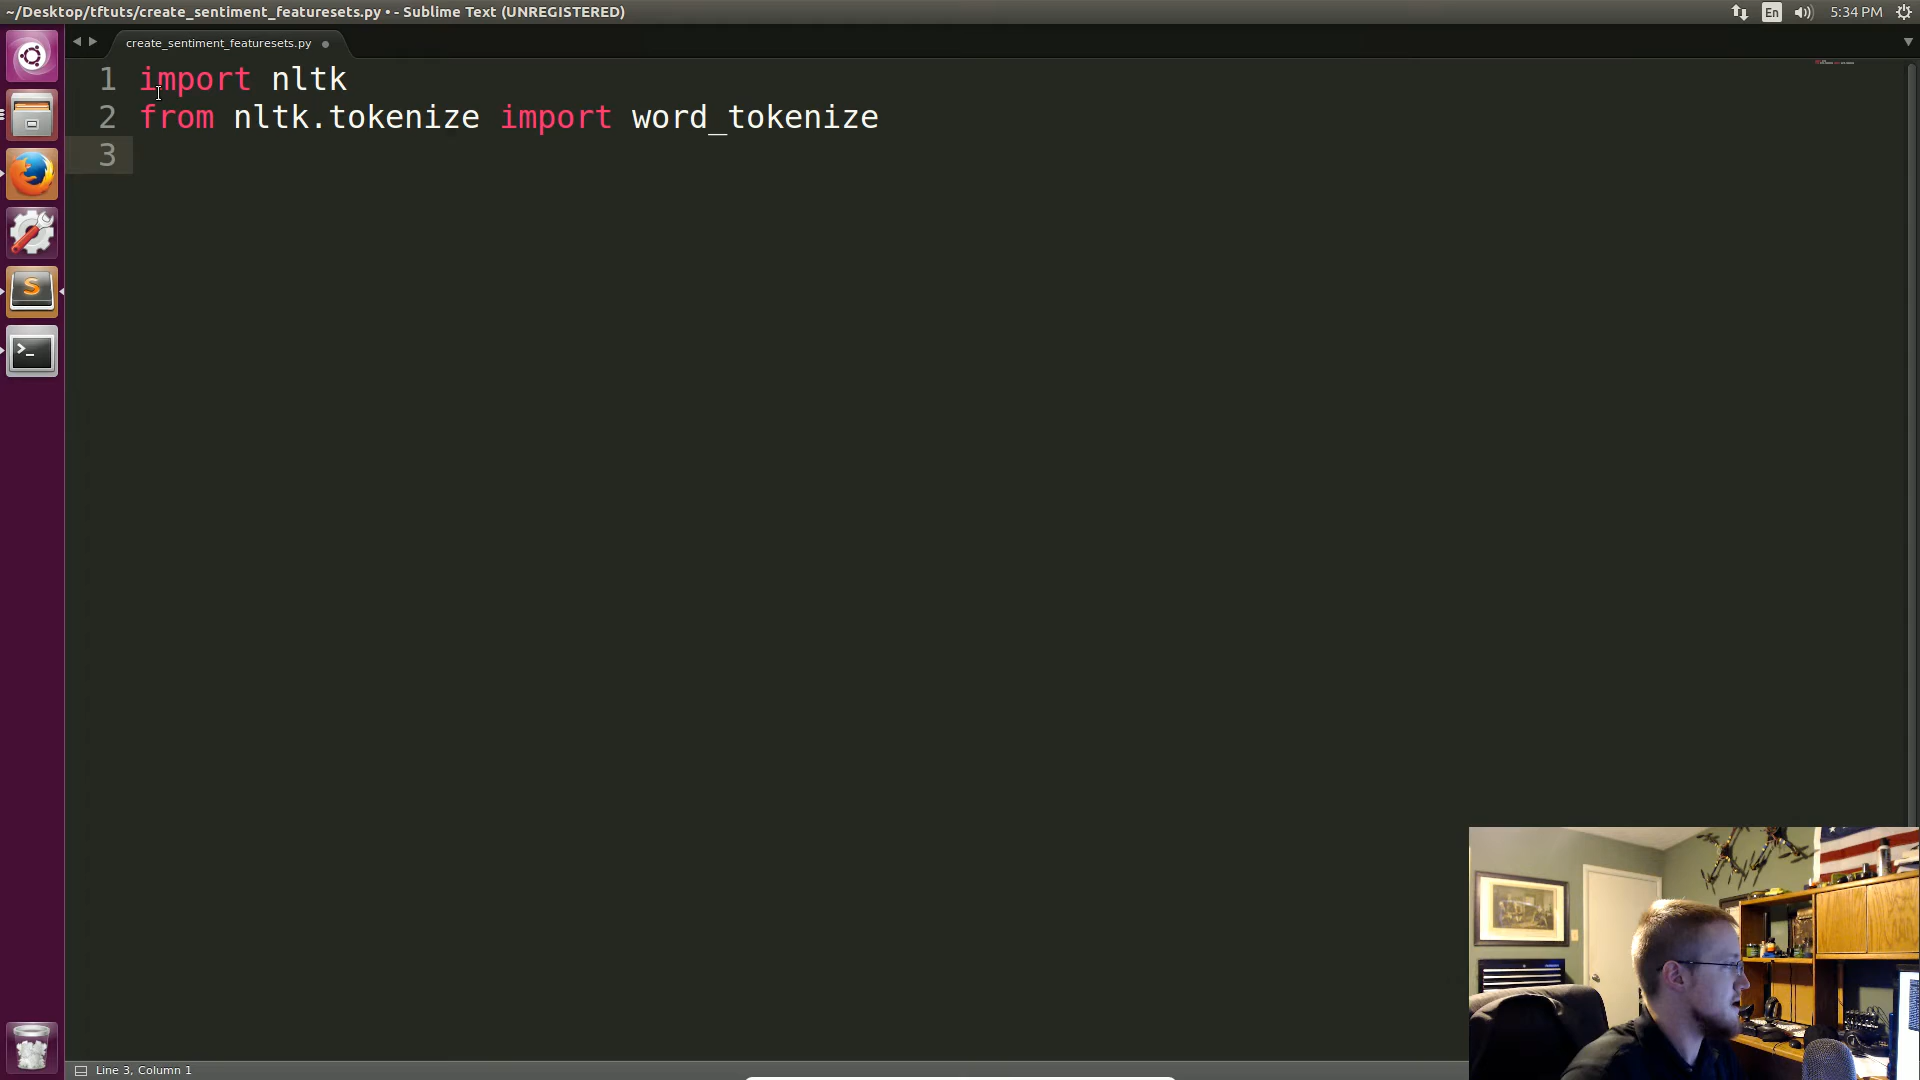 ~/Desktop/tftuts/create_sentiment_featuresets.py • - Sublime Text (UNREGISTERED)
En
5:34 PM
create_sentiment_featuresets.py
1 import nltk
2 from nltk.tokenize import word_tokenize
3
S
>_
Line 3, Column 1